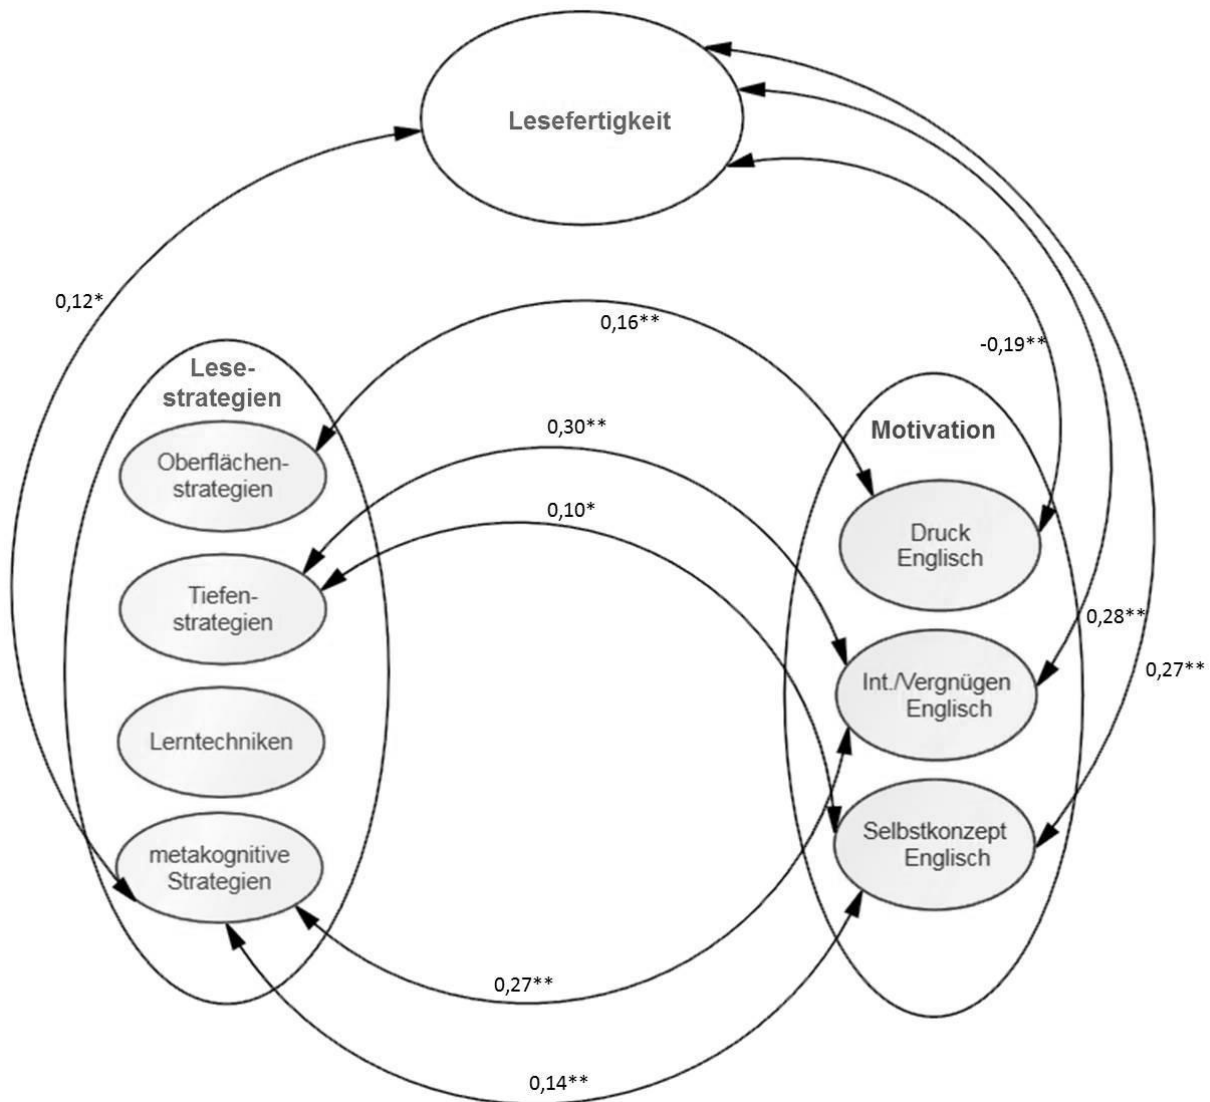 Lesefertigkeit
0,12*
0,16**
-0,19**
Lese-
strategien
0,30**
Motivation
Oberflächen-
strategien
0,10*
Druck
Englisch
Tiefen-
strategien
0,28**
0,27**
Int./Vergnügen
Englisch
Lerntechniken
Selbstkonzept
Englisch
metakognitive
Strategien
0,27**
0,14**